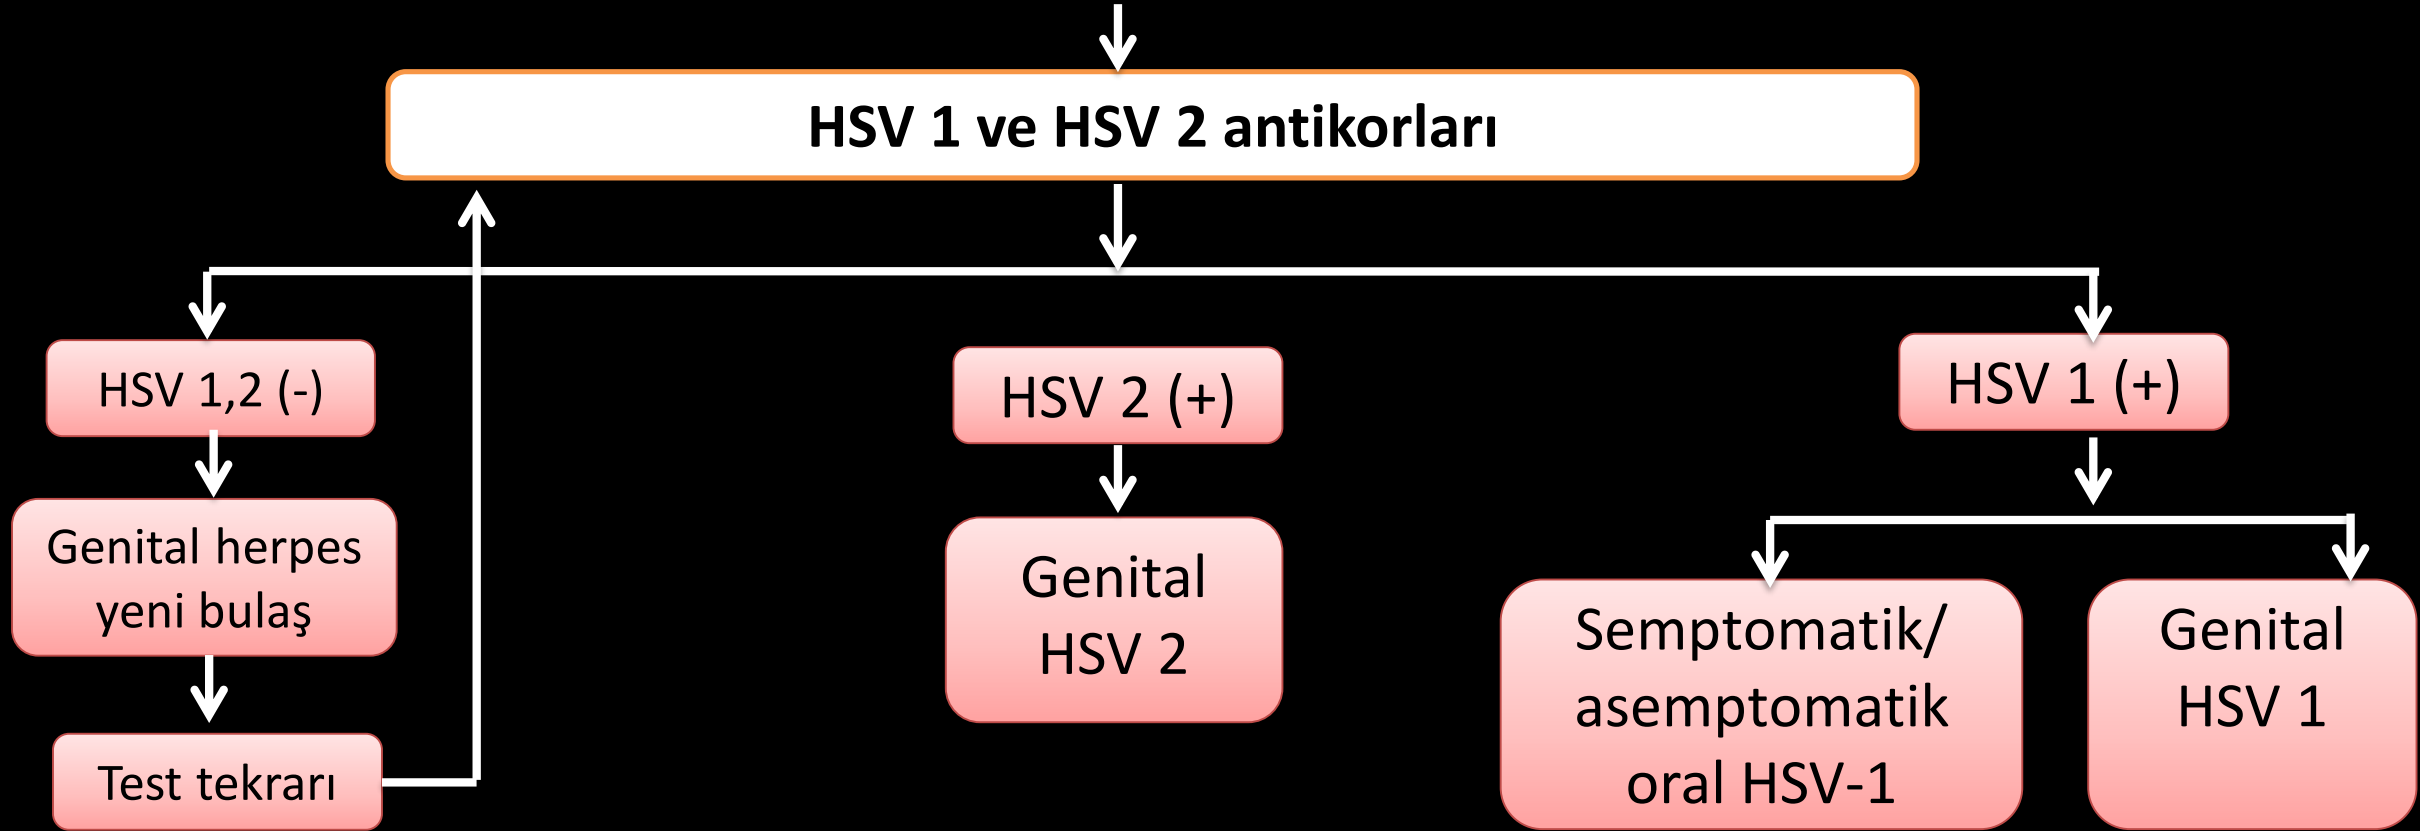 HSV 1 ve HSV 2 antikorları
HSV 1,2 (-)
Genital herpes
yeni bulaş
Test tekrarı
HSV 2 (+)
Genital
HSV 2
HSV 1 (+)
Semptomatik/
asemptomatik
oral HSV-1
Genital
HSV 1